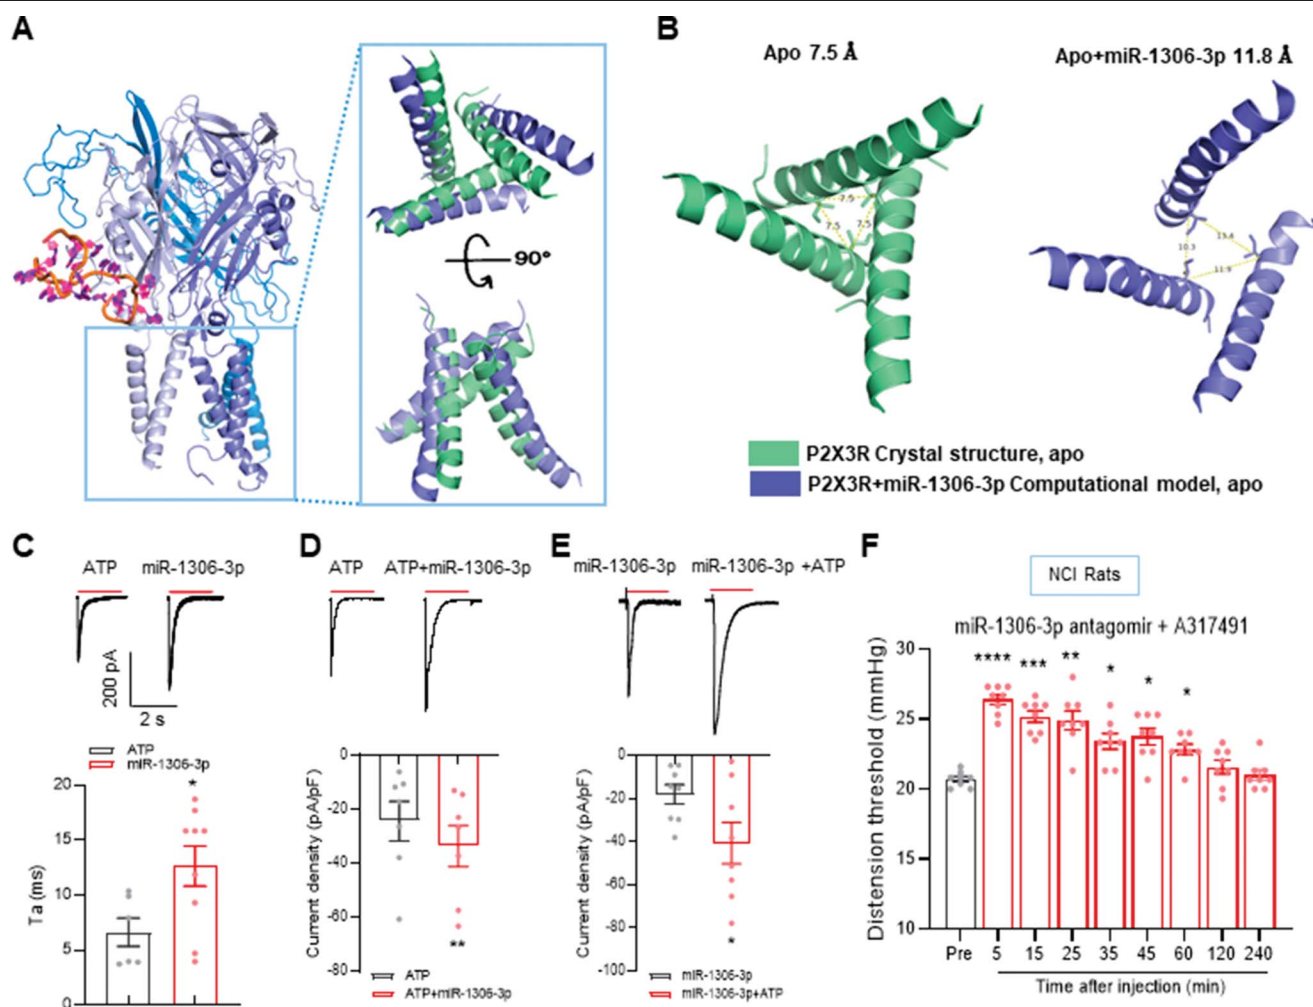 A
90°
B
Apo 7.5 Å
Apo+miR-1306-3p 11.8 Å
7.5
7.5
7.5
13.4
10.3
11.9
P2X3R Crystal structure, apo
P2X3R+miR-1306-3p Computational model, apo
C
ATP miR-1306-3p
200 pA
2 s
ATP
miR-1306-3p
*
Ta (ms)
20
15
10
5
0
D
ATP ATP+miR-1306-3p
Current density (pA/pF)
0
-20
-40
-60
-80
**
ATP
ATP+miR-1306-3p
E
miR-1306-3p miR-1306-3p +ATP
Current density (pA/pF)
0
-20
-40
-60
-80
-100
*
miR-1306-3p
miR-1306-3p+ATP
F
NCI Rats
miR-1306-3p antagomir + A317491
Distension threshold (mmHg)
30
25
20
15
10
**** *** ** * * *
Pre 5 15 25 35 45 60 120 240
Time after injection (min)